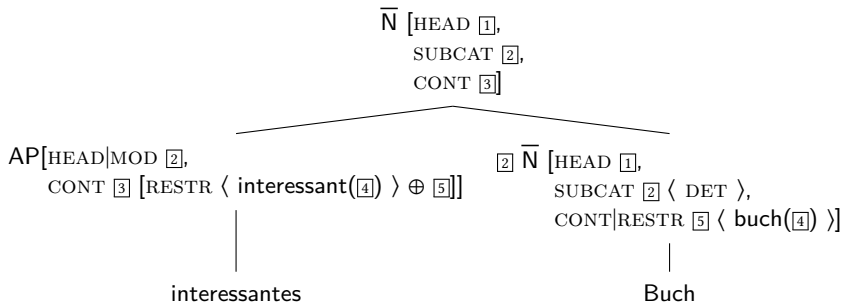 N̅ [HEAD 1,
SUBCAT 2,
CONT 3]
AP[HEAD|MOD 2,
CONT 3 [RESTR ⟨ interessant(4) ⟩ ⊕ 5]]
2 N̅ [HEAD 1,
SUBCAT 2 ⟨ DET ⟩,
CONT|RESTR 5 ⟨ buch(4) ⟩]
interessantes
Buch